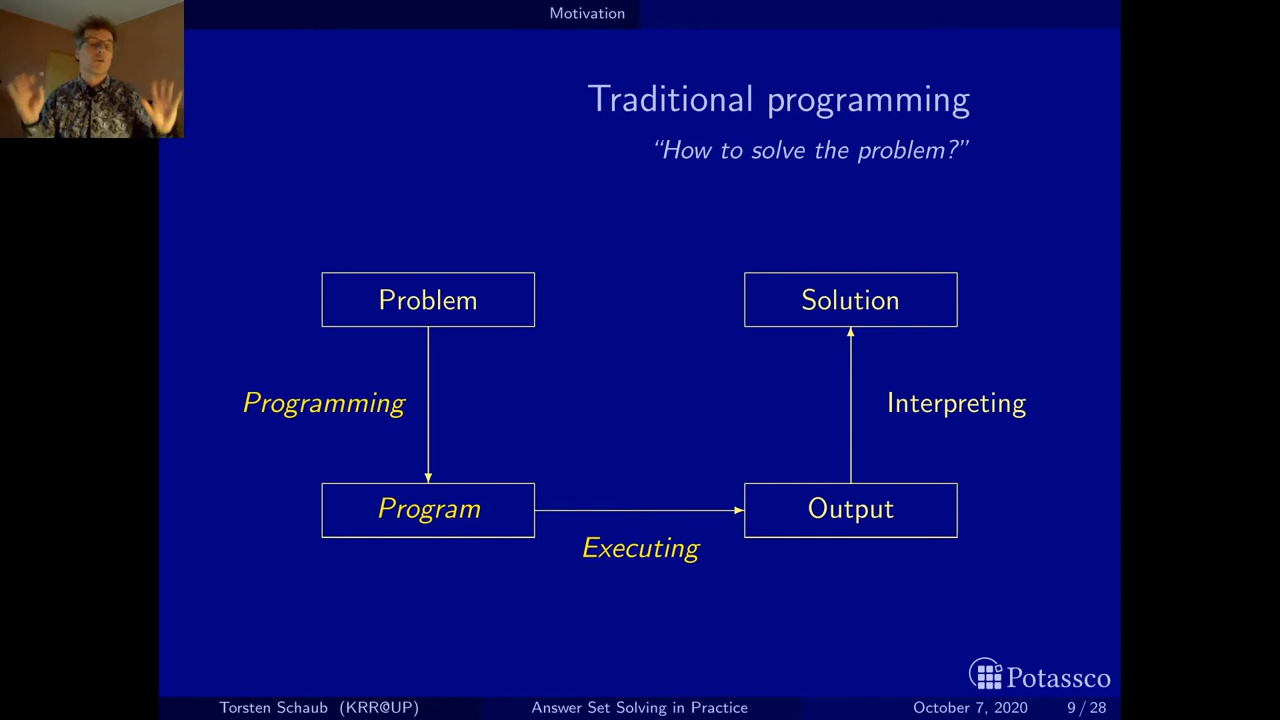 Motivation
Traditional programming
“How to solve the problem?”
Problem
Solution
Programming
Interpreting
Program
Output
Executing
Potassco
Torsten Schaub (KRR@UP) Answer Set Solving in Practice October 7, 2020 9 / 28